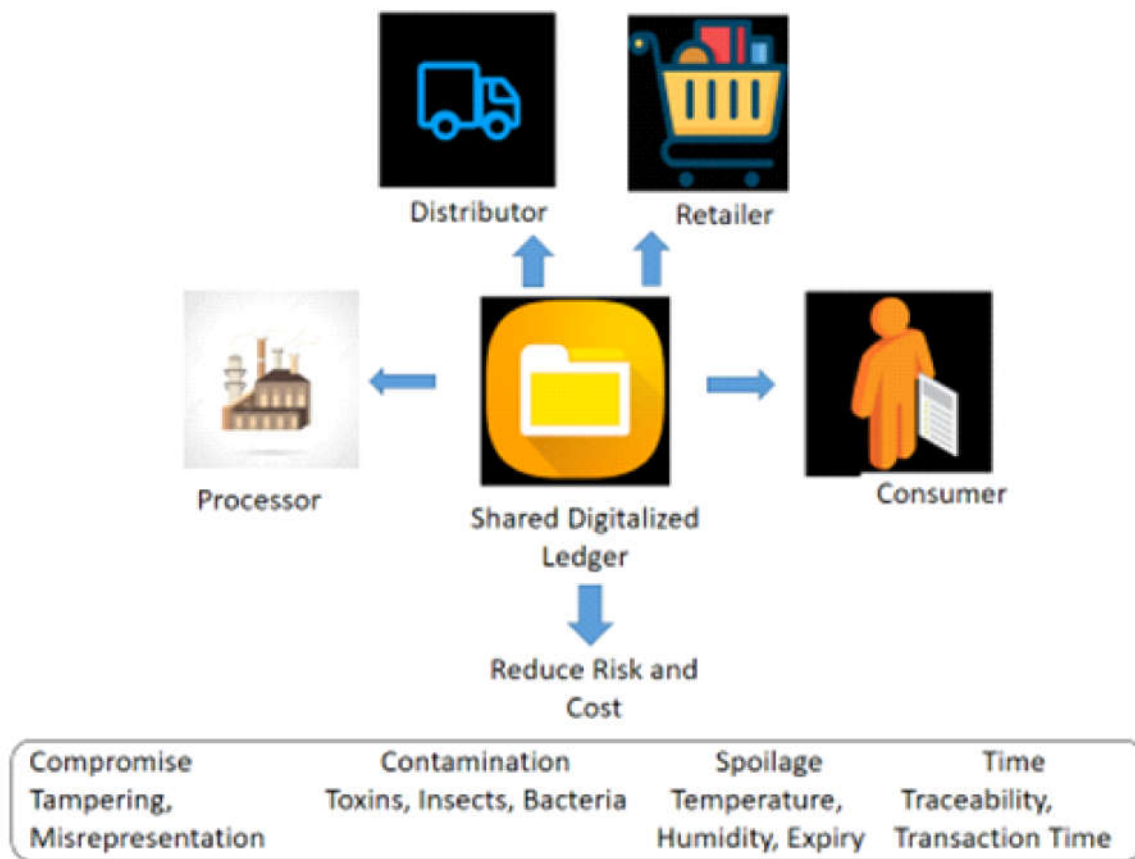 Distributor
Retailer
Processor
Consumer
Shared Digitalized
Ledger
Reduce Risk and
Cost
Compromise
Tampering,
Misrepresentation
Contamination
Toxins, Insects, Bacteria
Spoilage
Temperature,
Humidity, Expiry
Time
Traceability,
Transaction Time